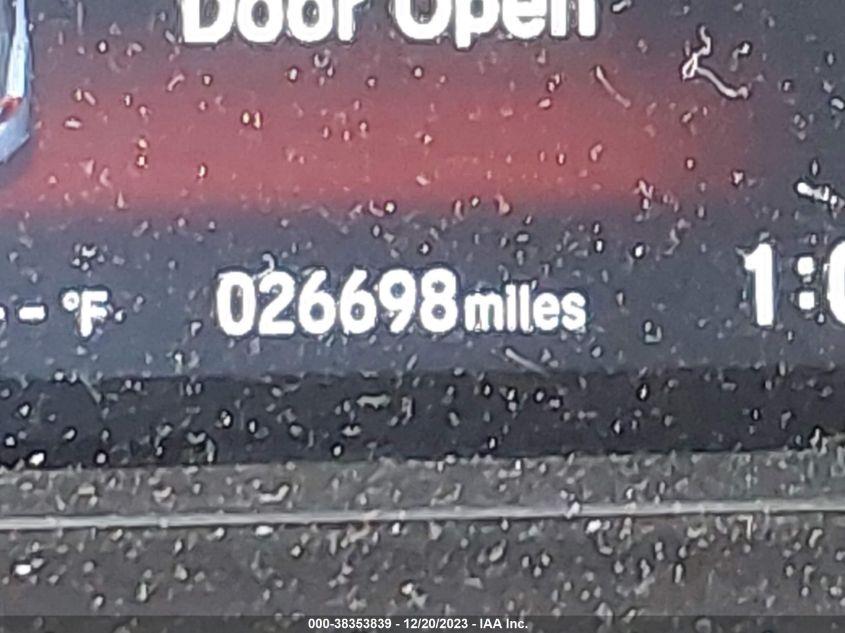 Door Open
- °F 026698 miles 1:0
000-38353839 - 12/20/2023 - IAA Inc.